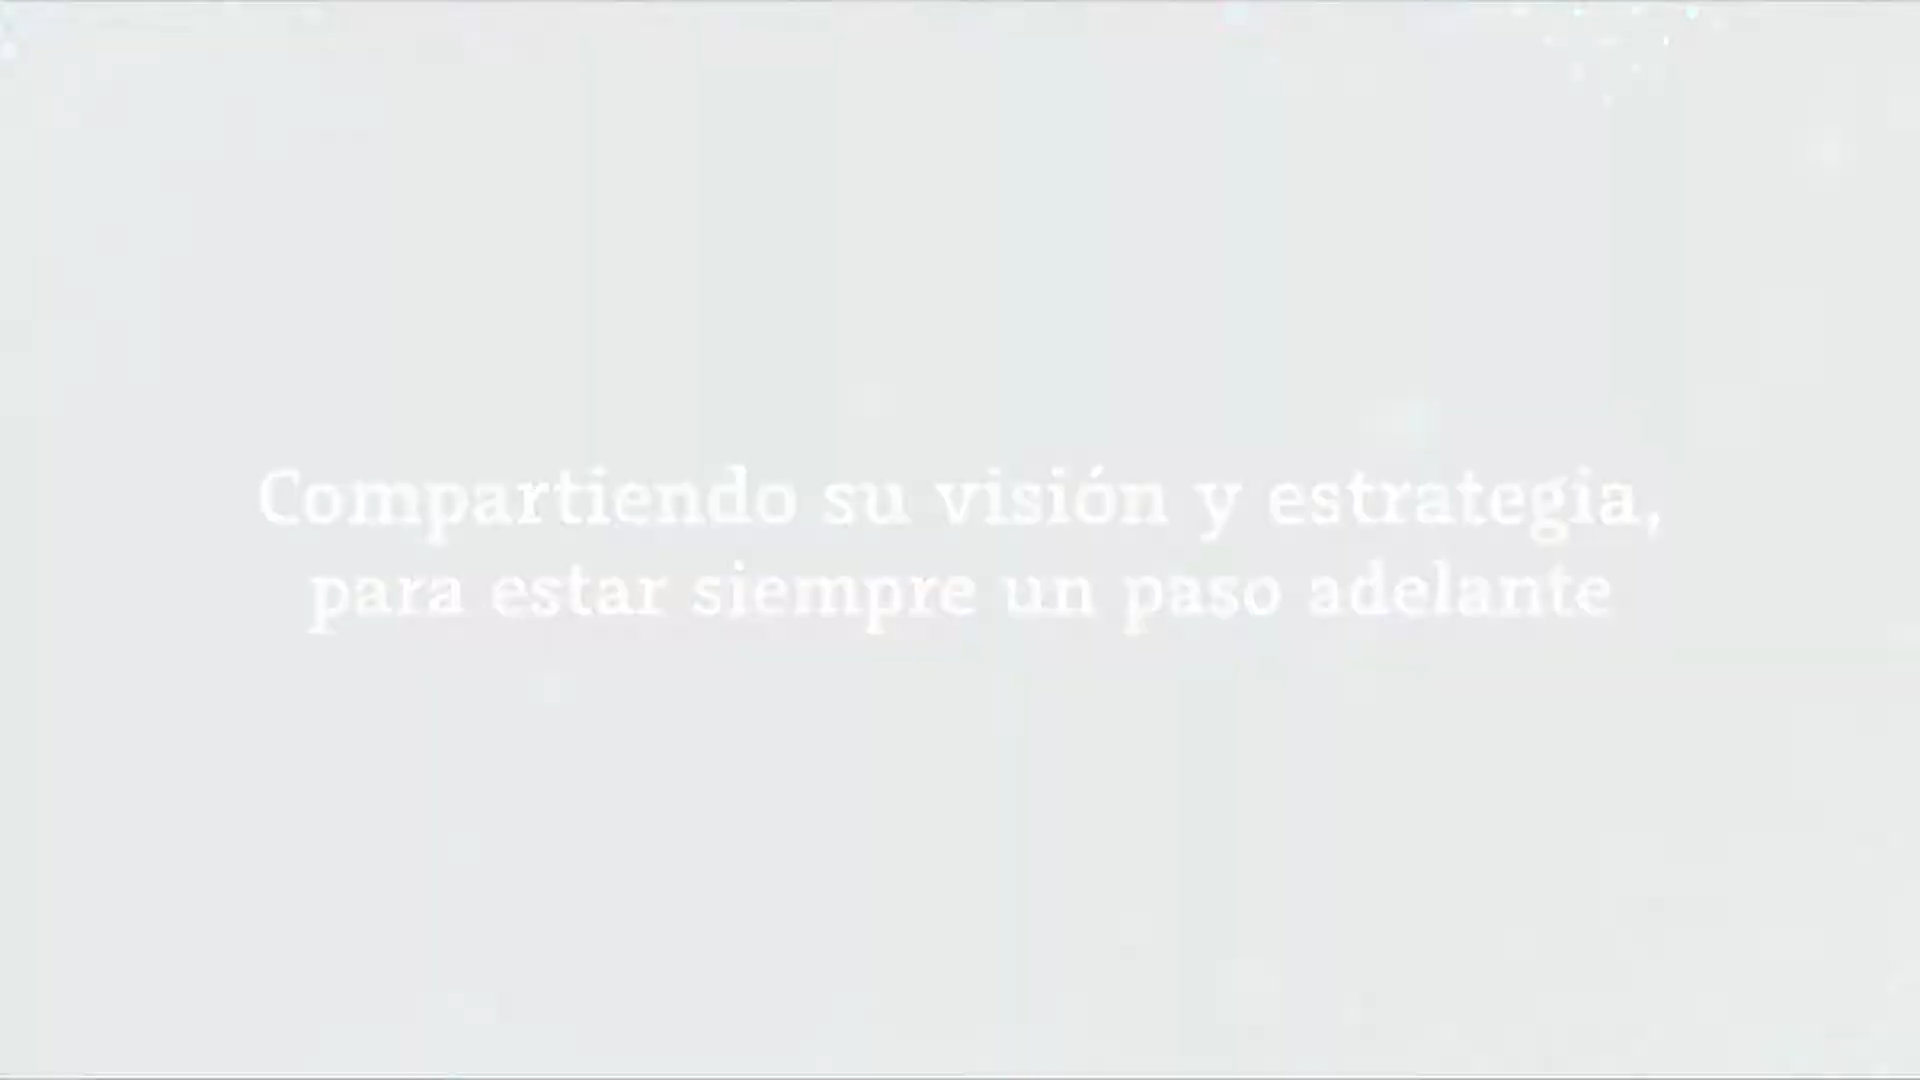 Compartiendo su visión y estrategia,
para estar siempre un paso adelante